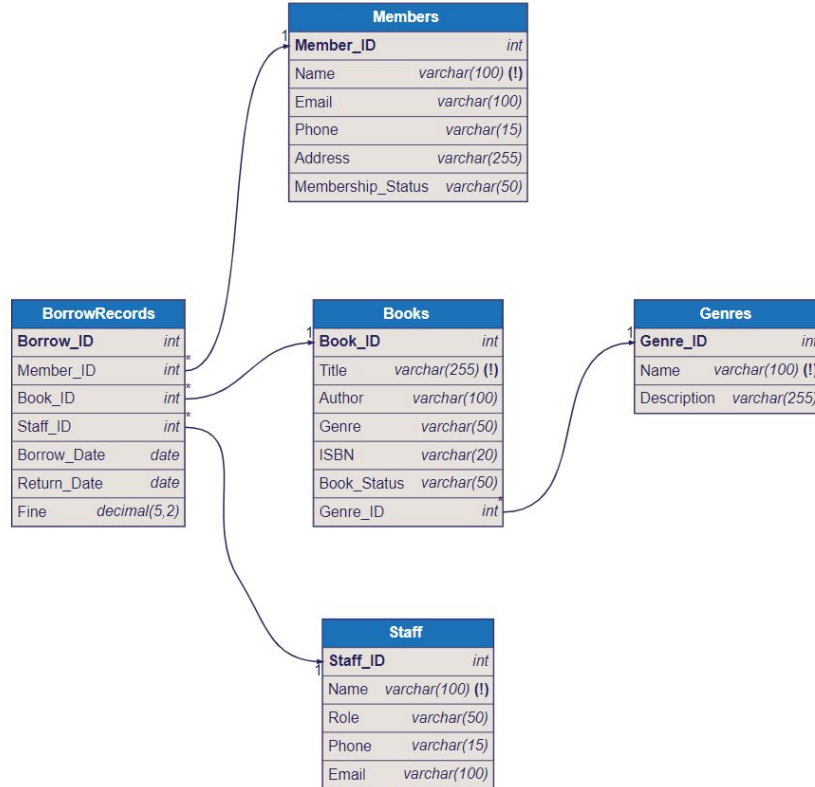 Members
1
Member_ID int
Name varchar(100) (!)
Email varchar(100)
Phone varchar(15)
Address varchar(255)
Membership_Status varchar(50)
BorrowRecords
Borrow_ID int
*
Member_ID int
*
Book_ID int
*
Staff_ID int
Borrow_Date date
Return_Date date
Fine decimal(5,2)
Books
1
Book_ID int
Title varchar(255) (!)
Author varchar(100)
Genre varchar(50)
ISBN varchar(20)
Book_Status varchar(50)
*
Genre_ID int
Genres
1
Genre_ID int
Name varchar(100) (!)
Description varchar(255)
Staff
1
Staff_ID int
Name varchar(100) (!)
Role varchar(50)
Phone varchar(15)
Email varchar(100)